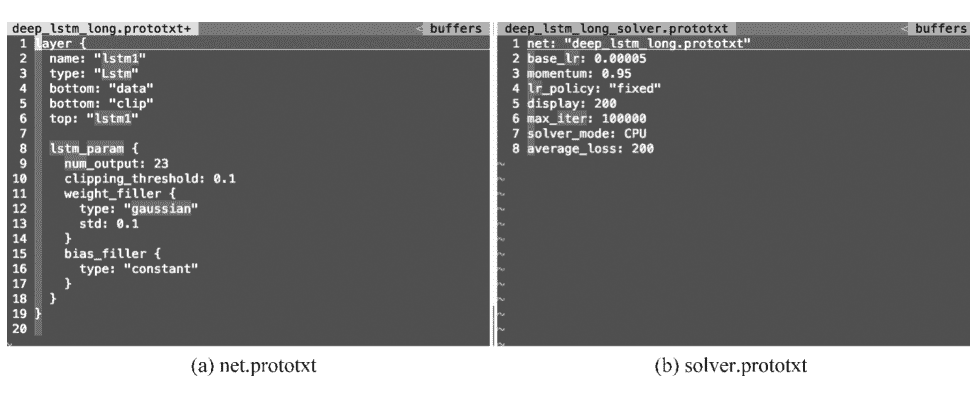 deep_lstm_long.prototxt+ < buffers
1 layer {
2 name: "lstm1"
3 type: "Lstm"
4 bottom: "data"
5 bottom: "clip"
6 top: "lstm1"
7
8 lstm_param {
9 num_output: 23
10 clipping_threshold: 0.1
11 weight_filler {
12 type: "gaussian"
13 std: 0.1
14 }
15 bias_filler {
16 type: "constant"
17 }
18 }
19 }
20
~
(a) net.prototxt
deep_lstm_long_solver.prototxt < buffers
1 net: "deep_lstm_long.prototxt"
2 base_lr: 0.00005
3 momentum: 0.95
4 lr_policy: "fixed"
5 display: 200
6 max_iter: 100000
7 solver_mode: CPU
8 average_loss: 200
~
~
~
~
~
~
~
~
~
~
~
~
~
(b) solver.prototxt